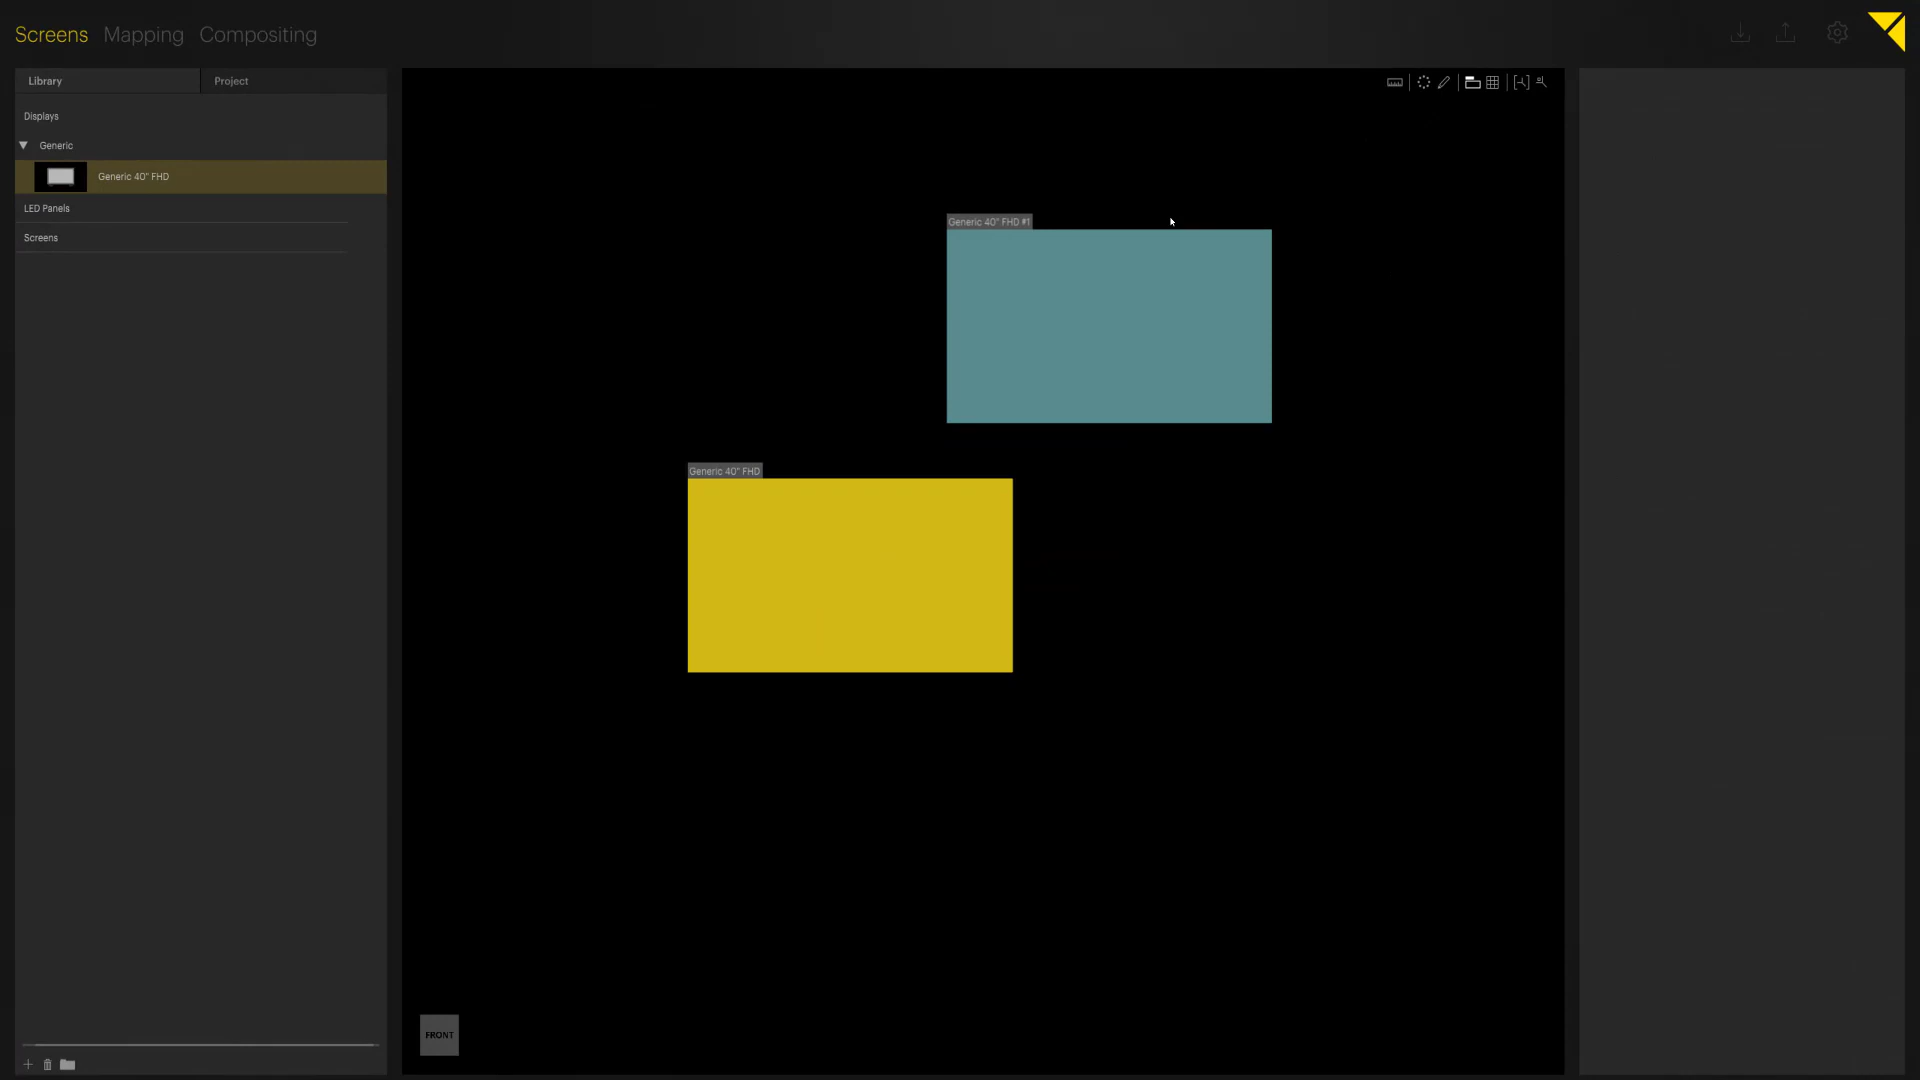 Screens Mapping Compositing
Library Project
Displays
Generic
Generic 40" FHD
LED Panels
Screens
Generic 40" FHD #1
Generic 40" FHD
FRONT